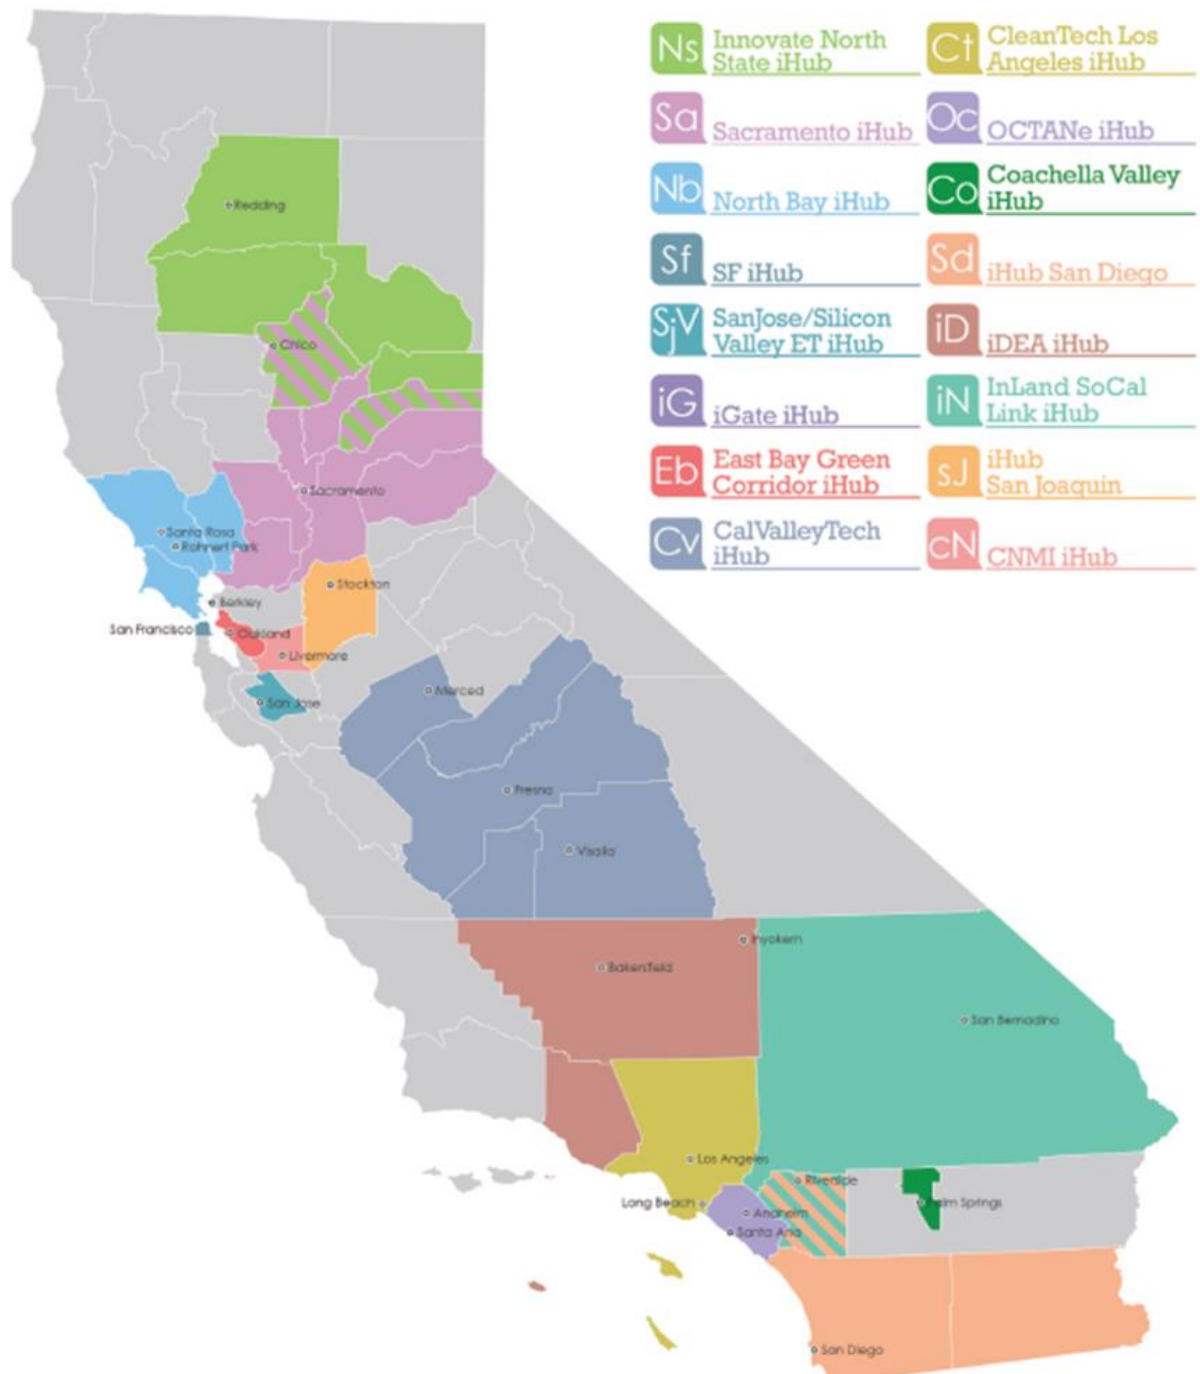 Ns Innovate North
State iHub
Sa Sacramento iHub
Nb North Bay iHub
Sf SF iHub
SjV SanJose/Silicon
Valley ET iHub
iG iGate iHub
Eb East Bay Green
Corridor iHub
Cv CalValleyTech
iHub
Ct CleanTech Los
Angeles iHub
Oc OCTANe iHub
Co Coachella Valley
iHub
Sd iHub San Diego
iD iDEA iHub
iN InLand SoCal
Link iHub
sJ iHub
San Joaquin
cN CNMI iHub
Redding
Chico
Sacramento
Santa Rosa
Rohnert Park
Stockton
Berkley
San Francisco
Oakland
Livermore
San Jose
Merced
Fresno
Visalia
Inyokern
Bakersfield
San Bernadino
Los Angeles
Riverside
Long Beach
Palm Springs
Anaheim
Santa Ana
San Diego